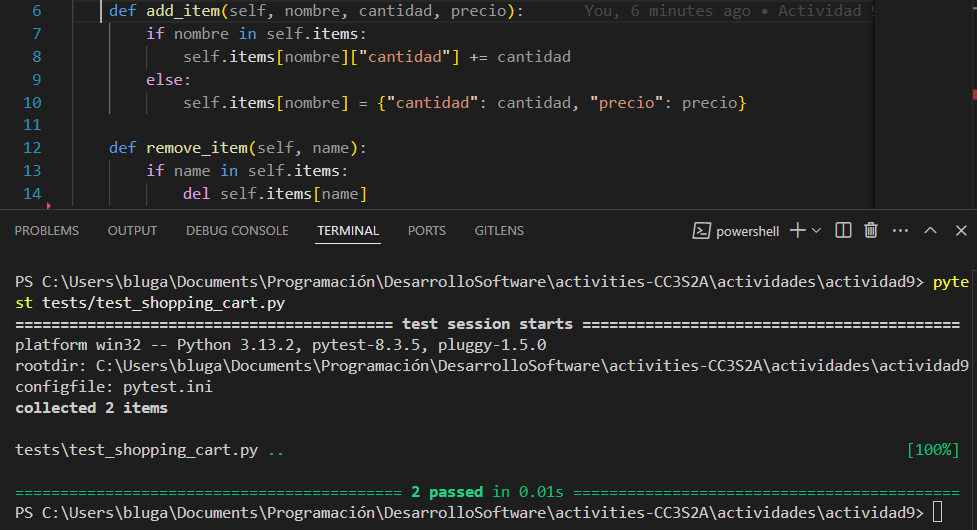 6 def add_item(self, nombre, cantidad, precio): You, 6 minutes ago • Actividad 9
7 if nombre in self.items:
8 self.items[nombre]["cantidad"] += cantidad
9 else:
10 self.items[nombre] = {"cantidad": cantidad, "precio": precio}
11
12 def remove_item(self, name):
13 if name in self.items:
14 del self.items[name]
PROBLEMS OUTPUT DEBUG CONSOLE TERMINAL PORTS GITLENS powershell
PS C:\Users\bluga\Documents\Programación\DesarrolloSoftware\activities-CC3S2A\actividades\actividad9> pyte
st tests/test_shopping_cart.py
========================================= test session starts =========================================
platform win32 -- Python 3.13.2, pytest-8.3.5, pluggy-1.5.0
rootdir: C:\Users\bluga\Documents\Programación\DesarrolloSoftware\activities-CC3S2A\actividades\actividad9
configfile: pytest.ini
collected 2 items
tests\test_shopping_cart.py .. [100%]
========================================== 2 passed in 0.01s ==========================================
PS C:\Users\bluga\Documents\Programación\DesarrolloSoftware\activities-CC3S2A\actividades\actividad9>